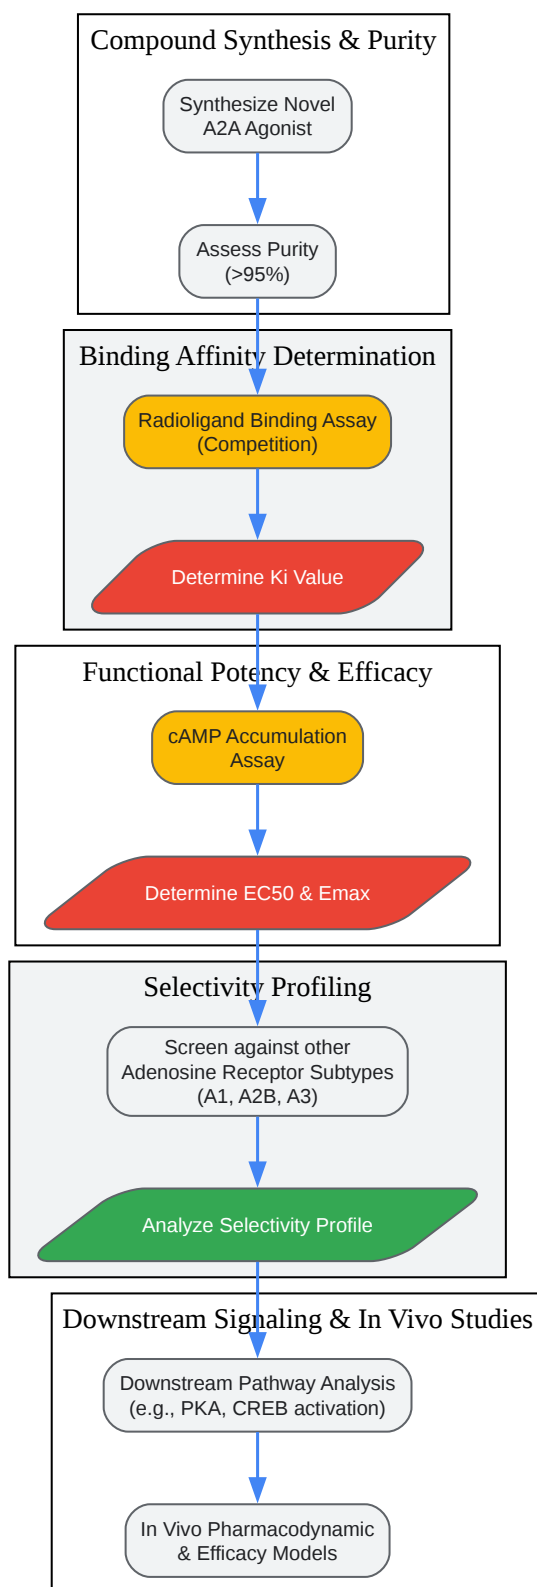 Compound Synthesis & Purity
Synthesize Novel
A2A Agonist
Assess Purity
(>95%)
Binding Affinity Determination
Radioligand Binding Assay
(Competition)
Determine Ki Value
Functional Potency & Efficacy
cAMP Accumulation
Assay
Determine EC50 & Emax
Selectivity Profiling
Screen against other
Adenosine Receptor Subtypes
(A1, A2B, A3)
Analyze Selectivity Profile
Downstream Signaling & In Vivo Studies
Downstream Pathway Analysis
(e.g., PKA, CREB activation)
In Vivo Pharmacodynamic
& Efficacy Models